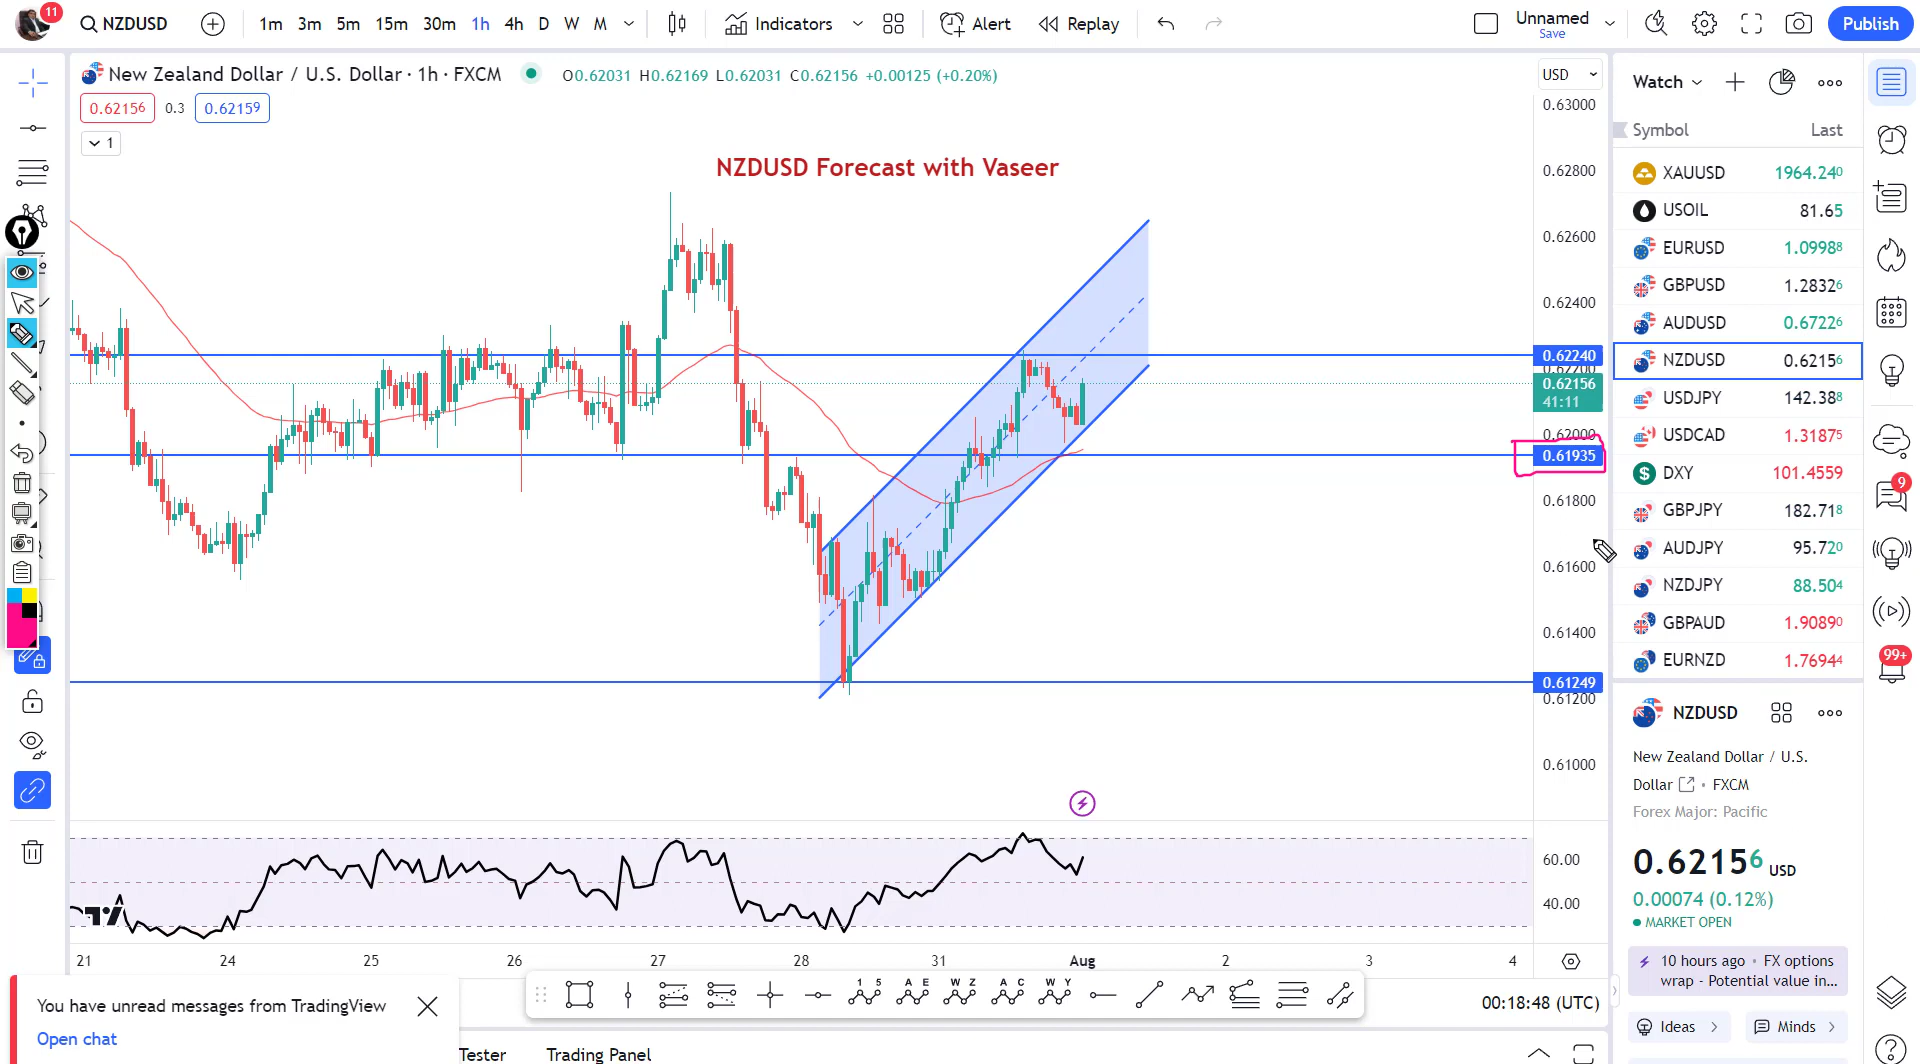 11
NZDUSD
1m 3m 5m 15m 30m 1h 4h D W M
Indicators
Alert
Replay
Unnamed
Save
Publish
New Zealand Dollar / U.S. Dollar · 1h · FXCM
O0.62031 H0.62169 L0.62031 C0.62156 +0.00125 (+0.20%)
0.62156 0.3 0.62159
1
NZDUSD Forecast with Vaseer
USD
0.63000
0.62800
0.62600
0.62400
0.62240
0.62200
0.62156
41:11
0.62000
0.61935
0.61800
0.61600
0.61400
0.61249
0.61200
0.61000
60.00
40.00
21 24 25 26 27 28 31 Aug 2 3 4
Watch
Symbol Last
XAUUSD 1964.240
USOIL 81.65
EURUSD 1.09988
GBPUSD 1.28326
AUDUSD 0.67226
NZDUSD 0.62156
USDJPY 142.388
USDCAD 1.31875
DXY 101.4559
GBPJPY 182.718
AUDJPY 95.720
NZDJPY 88.504
GBPAUD 1.90890
EURNZD 1.76944
NZDUSD
New Zealand Dollar / U.S.
Dollar • FXCM
Forex Major: Pacific
0.62156 USD
0.00074 (0.12%)
MARKET OPEN
10 hours ago • FX options
wrap - Potential value in...
Ideas
Minds
9
99+
You have unread messages from TradingView
Open chat
1 5
A E
W Z
A C
W Y
00:18:48 (UTC)
Tester
Trading Panel